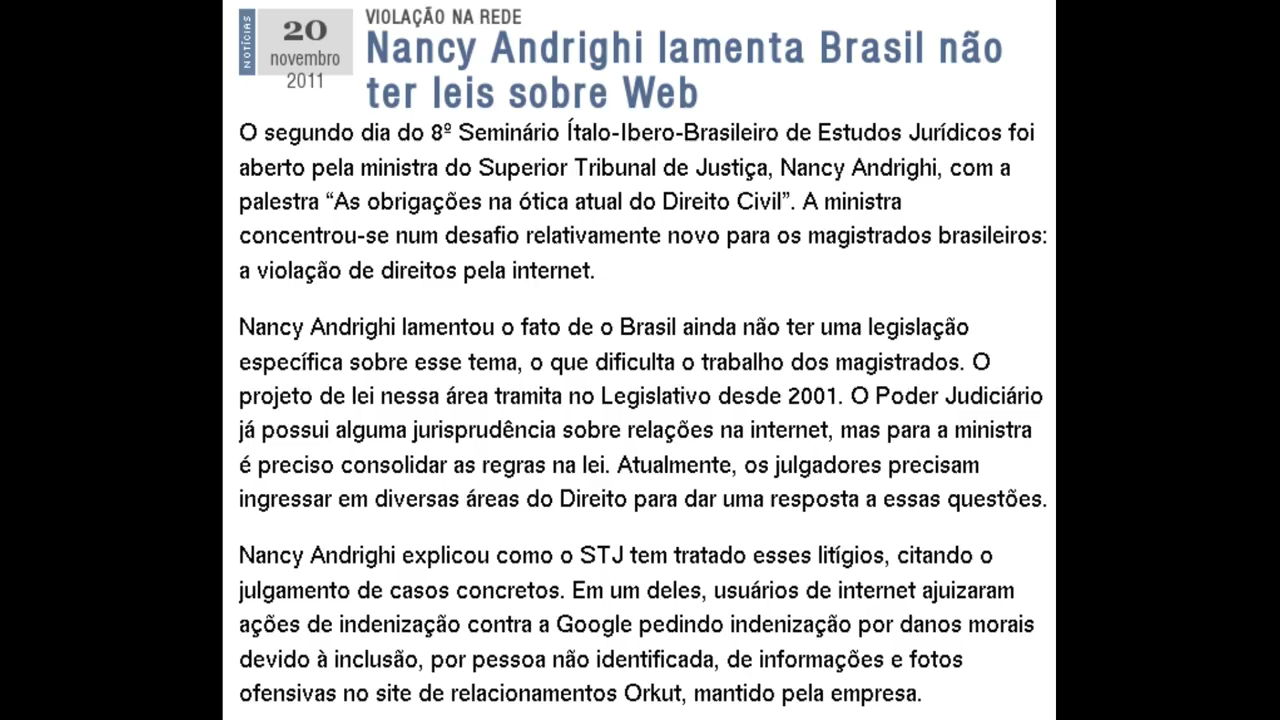 NOTÍCIAS
20
novembro
2011
VIOLAÇÃO NA REDE
Nancy Andrighi lamenta Brasil não
ter leis sobre Web
O segundo dia do 8º Seminário Ítalo-Ibero-Brasileiro de Estudos Jurídicos foi
aberto pela ministra do Superior Tribunal de Justiça, Nancy Andrighi, com a
palestra “As obrigações na ótica atual do Direito Civil”. A ministra
concentrou-se num desafio relativamente novo para os magistrados brasileiros:
a violação de direitos pela internet.
Nancy Andrighi lamentou o fato de o Brasil ainda não ter uma legislação
específica sobre esse tema, o que dificulta o trabalho dos magistrados. O
projeto de lei nessa área tramita no Legislativo desde 2001. O Poder Judiciário
já possui alguma jurisprudência sobre relações na internet, mas para a ministra
é preciso consolidar as regras na lei. Atualmente, os julgadores precisam
ingressar em diversas áreas do Direito para dar uma resposta a essas questões.
Nancy Andrighi explicou como o STJ tem tratado esses litígios, citando o
julgamento de casos concretos. Em um deles, usuários de internet ajuizaram
ações de indenização contra a Google pedindo indenização por danos morais
devido à inclusão, por pessoa não identificada, de informações e fotos
ofensivas no site de relacionamentos Orkut, mantido pela empresa.